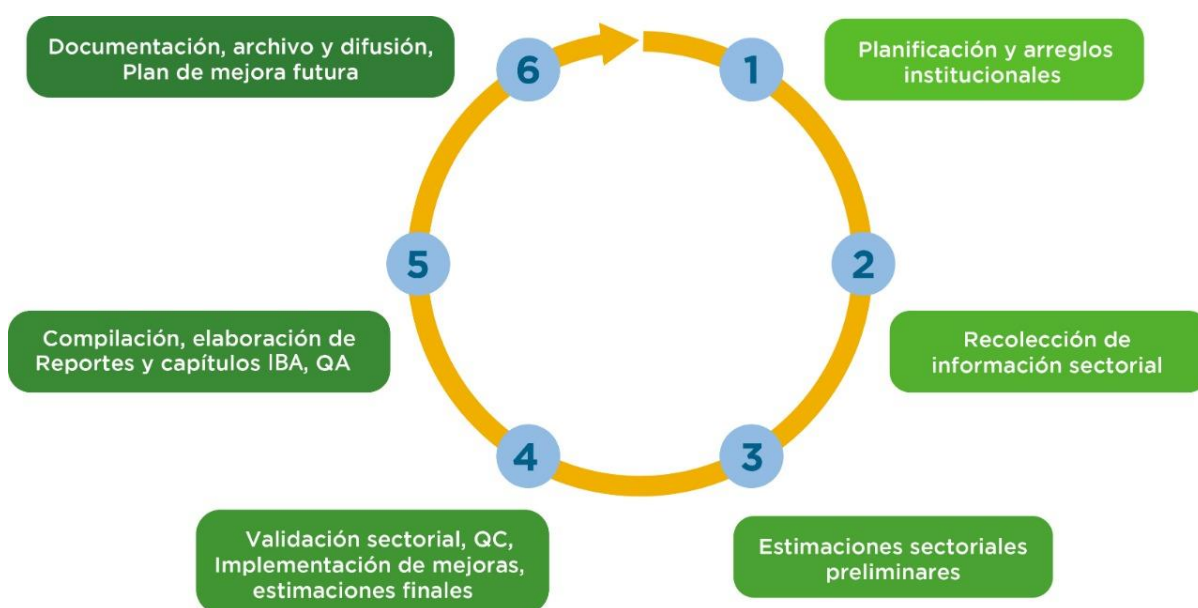 1
Planificación y arreglos
institucionales
2
Recolección de
información sectorial
3
Estimaciones sectoriales
preliminares
4
Validación sectorial, QC,
Implementación de mejoras,
estimaciones finales
5
Compilación, elaboración de
Reportes y capítulos IBA, QA
6
Documentación, archivo y difusión,
Plan de mejora futura